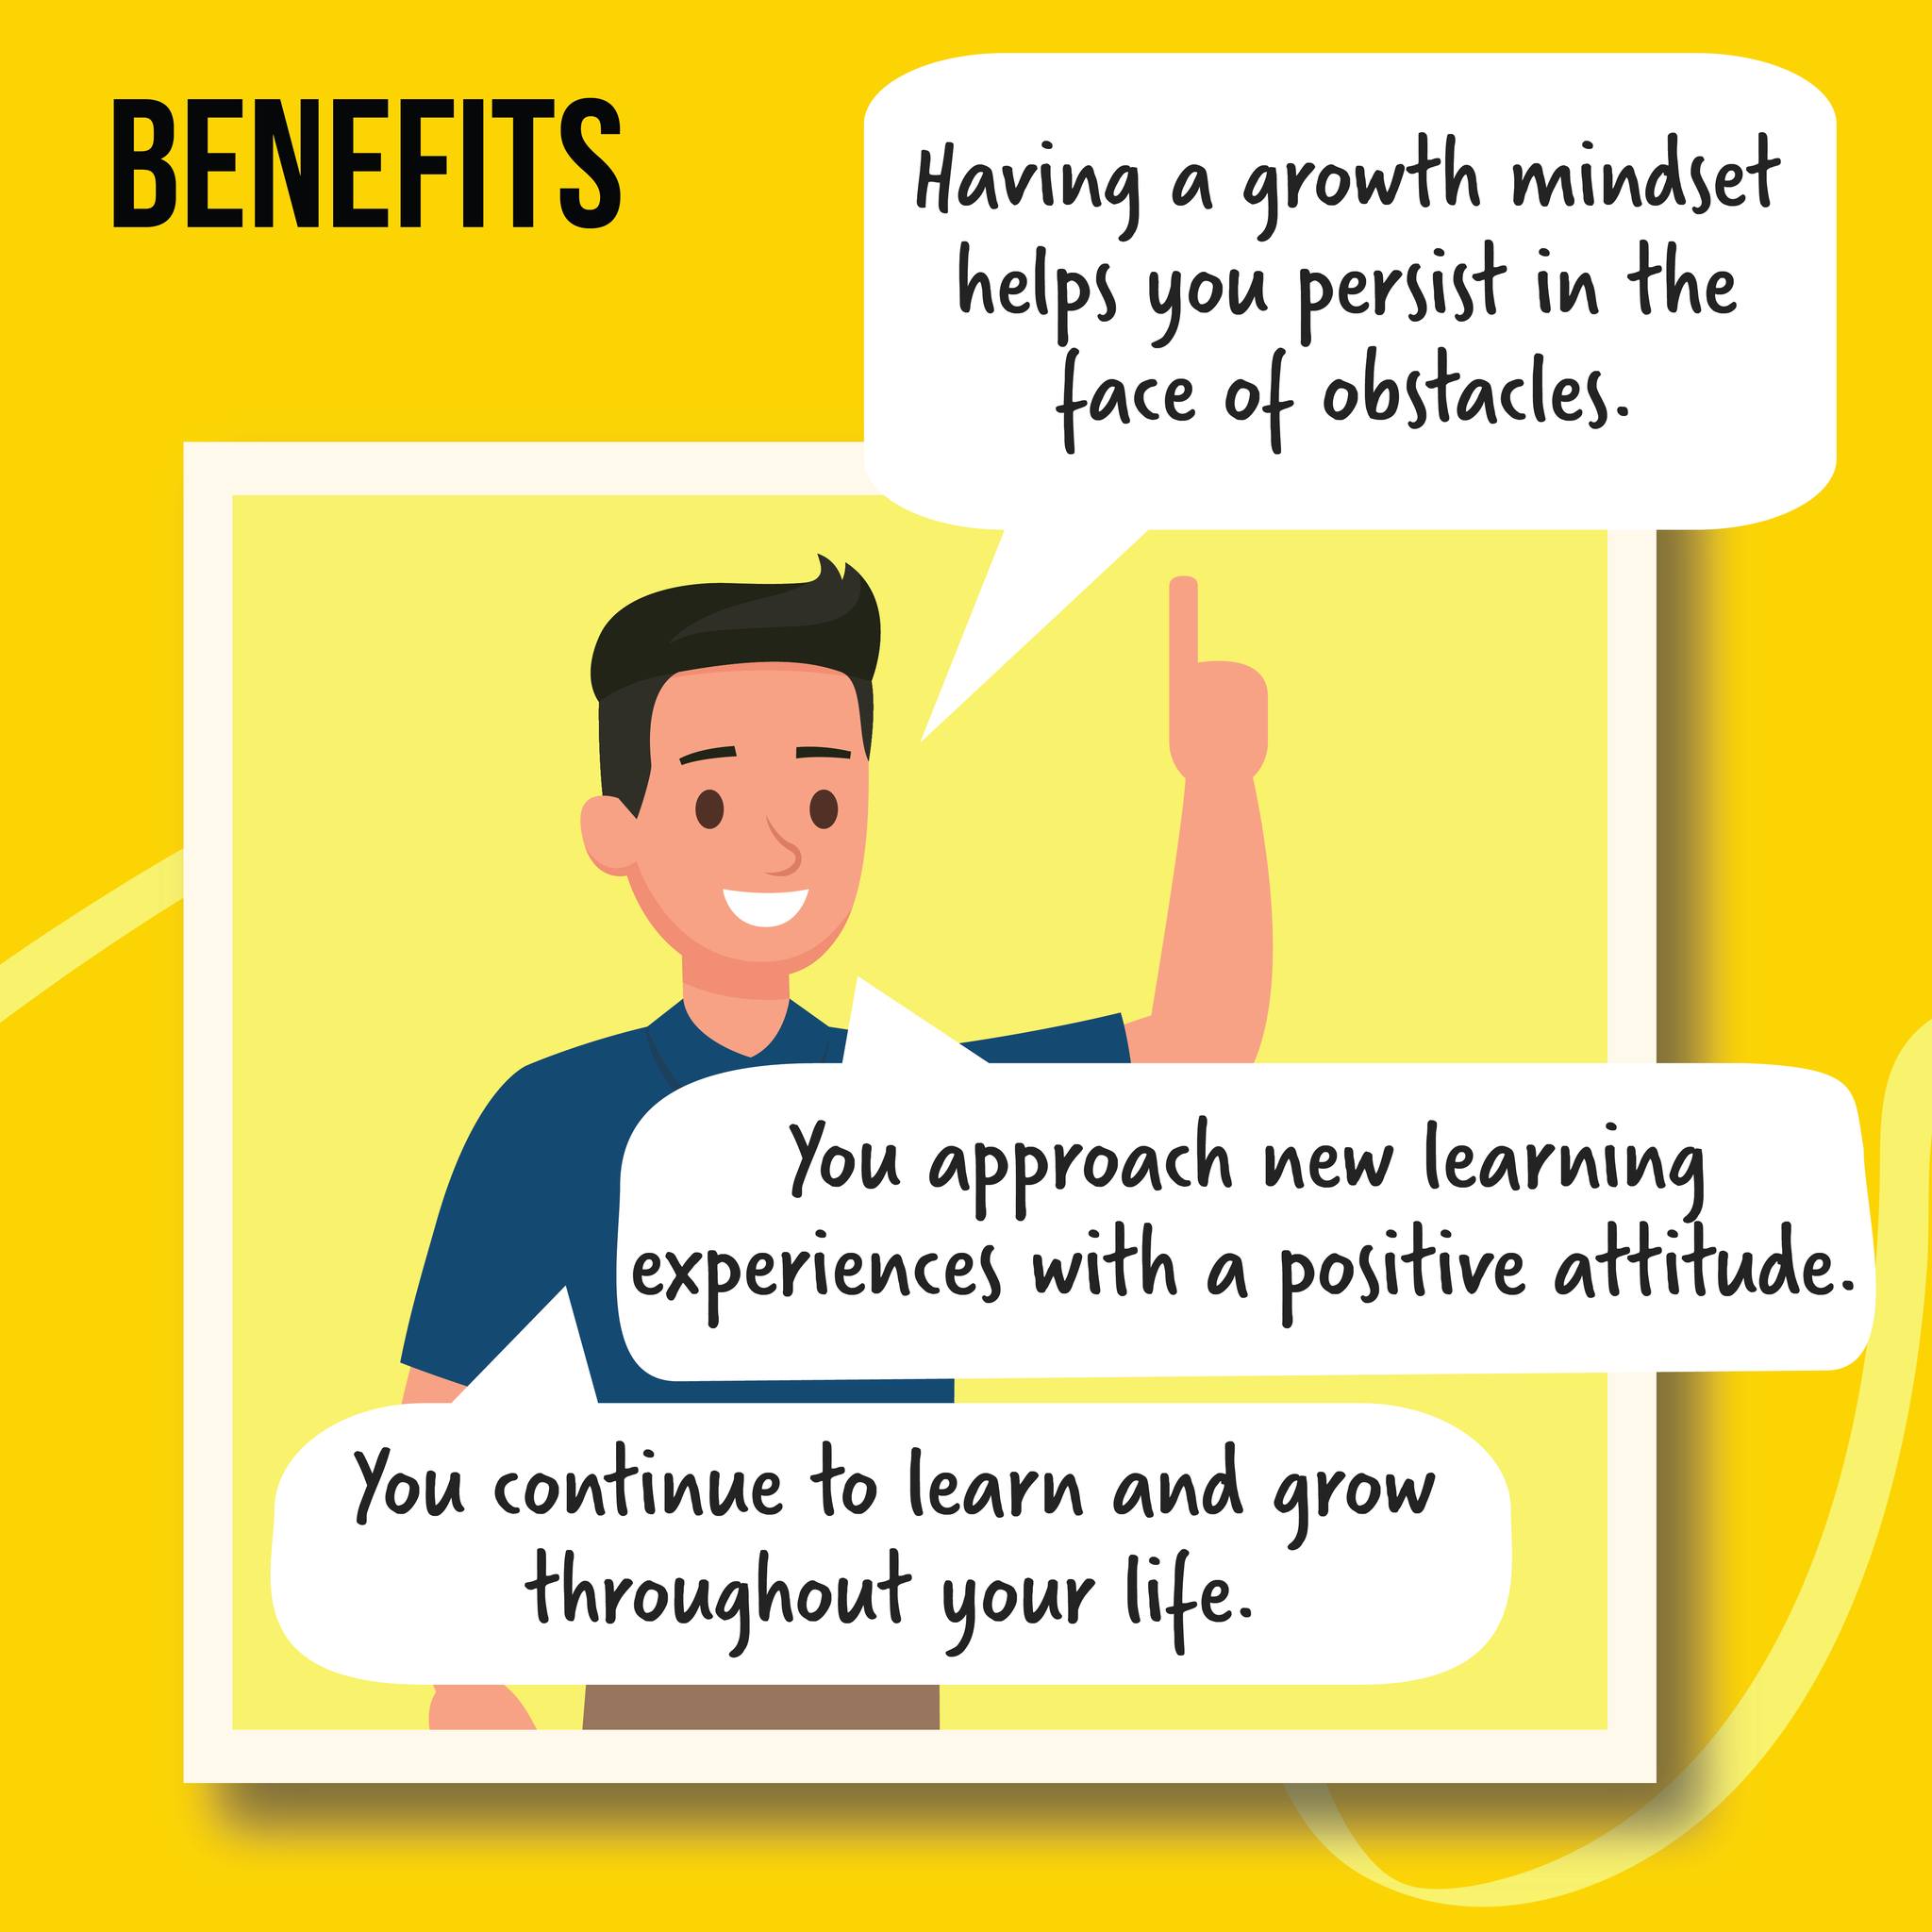 BENEFITS
Having a growth mindset
helps you persist in the
face of obstacles.
You approach new learning
experiences with a positive attitude.
You continue to learn and grow
throughout your life.